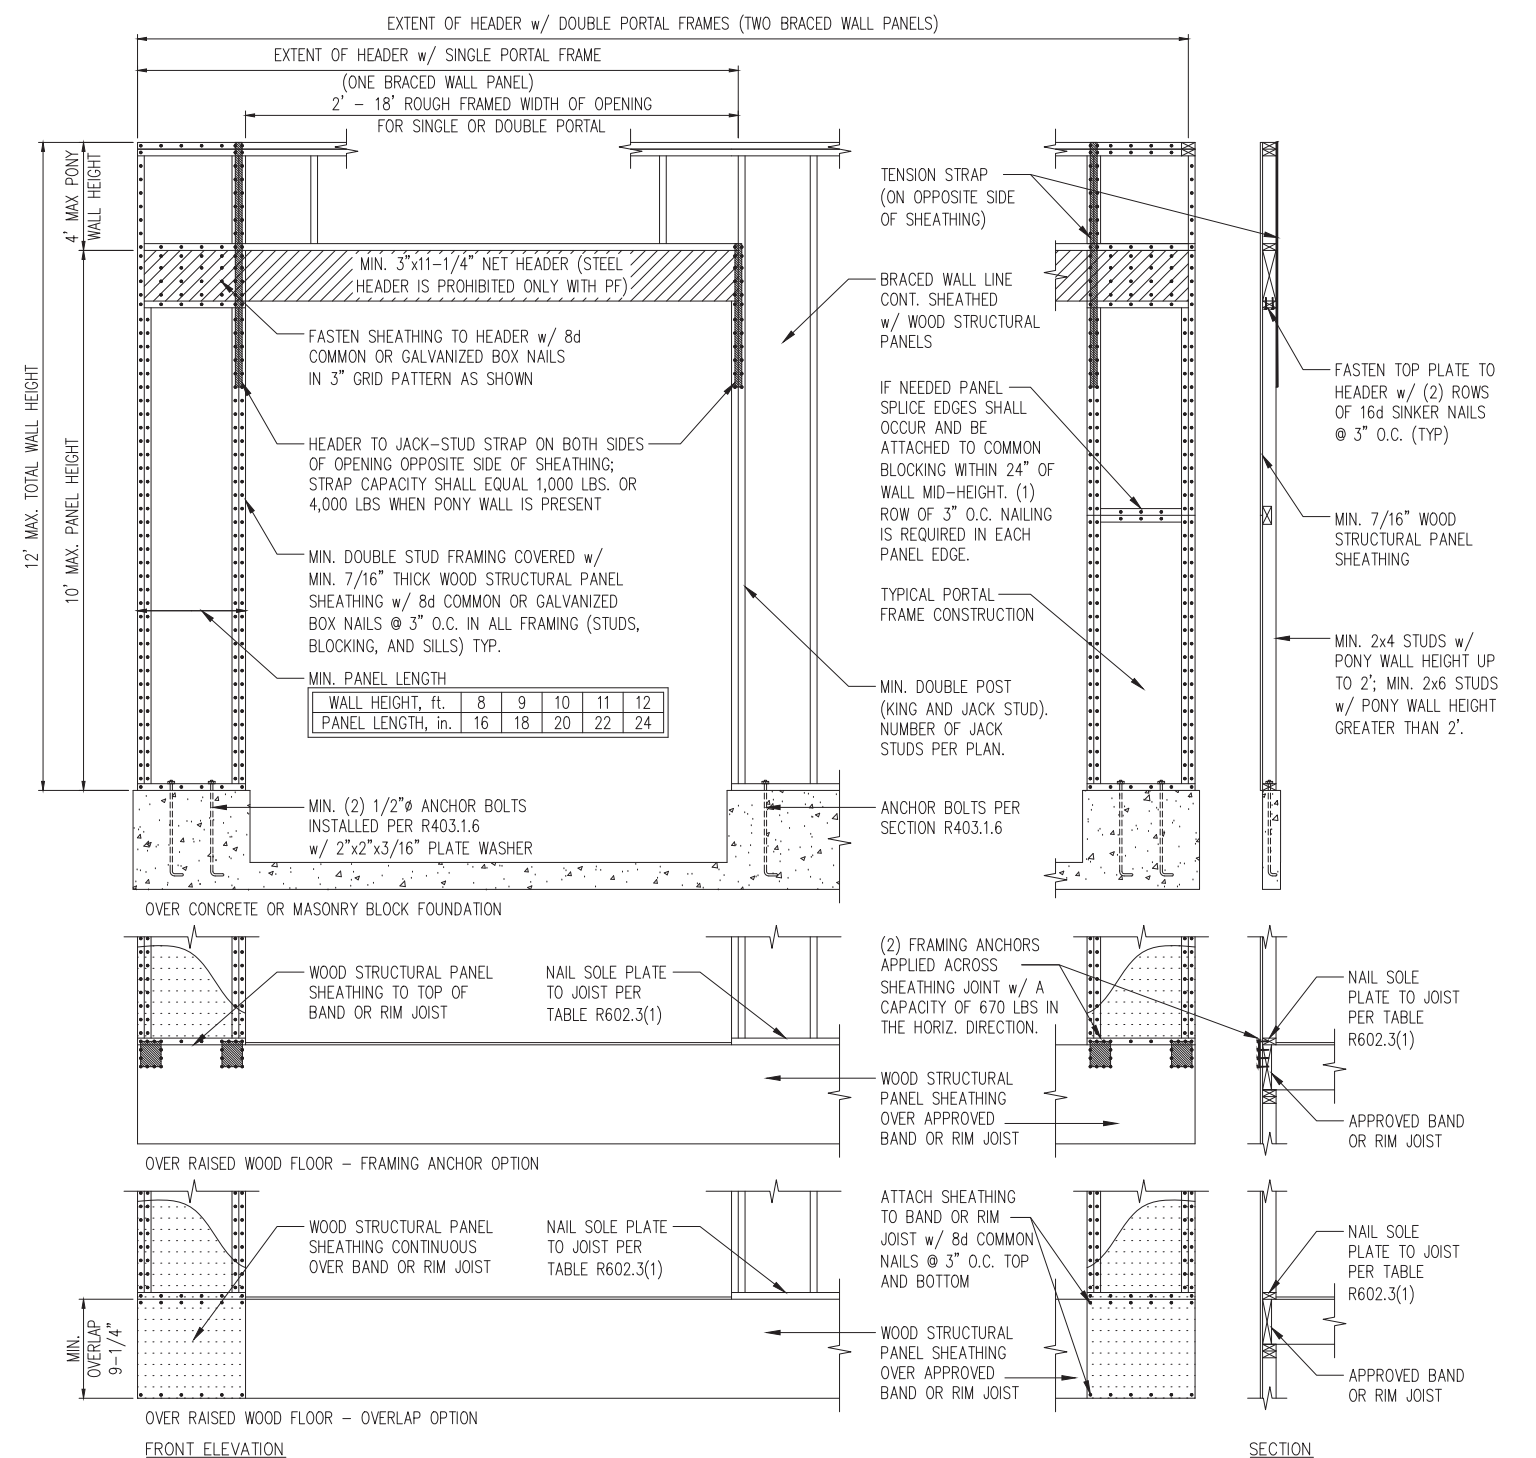 EXTENT OF HEADER w/ DOUBLE PORTAL FRAMES (TWO BRACED WALL PANELS)
EXTENT OF HEADER w/ SINGLE PORTAL FRAME
(ONE BRACED WALL PANEL)
2' – 18' ROUGH FRAMED WIDTH OF OPENING
FOR SINGLE OR DOUBLE PORTAL
12' MAX. TOTAL WALL HEIGHT
4' MAX PONY
WALL HEIGHT
10' MAX. PANEL HEIGHT
MIN. 3"x11-1/4" NET HEADER (STEEL
HEADER IS PROHIBITED ONLY WITH PF)
FASTEN SHEATHING TO HEADER w/ 8d
COMMON OR GALVANIZED BOX NAILS
IN 3" GRID PATTERN AS SHOWN
HEADER TO JACK-STUD STRAP ON BOTH SIDES
OF OPENING OPPOSITE SIDE OF SHEATHING;
STRAP CAPACITY SHALL EQUAL 1,000 LBS. OR
4,000 LBS WHEN PONY WALL IS PRESENT
MIN. DOUBLE STUD FRAMING COVERED w/
MIN. 7/16" THICK WOOD STRUCTURAL PANEL
SHEATHING w/ 8d COMMON OR GALVANIZED
BOX NAILS @ 3" O.C. IN ALL FRAMING (STUDS,
BLOCKING, AND SILLS) TYP.
MIN. PANEL LENGTH
WALL HEIGHT, ft. 8 9 10 11 12
PANEL LENGTH, in. 16 18 20 22 24
MIN. (2) 1/2"ø ANCHOR BOLTS
INSTALLED PER R403.1.6
w/ 2"x2"x3/16" PLATE WASHER
OVER CONCRETE OR MASONRY BLOCK FOUNDATION
TENSION STRAP
(ON OPPOSITE SIDE
OF SHEATHING)
BRACED WALL LINE
CONT. SHEATHED
w/ WOOD STRUCTURAL
PANELS
IF NEEDED PANEL
SPLICE EDGES SHALL
OCCUR AND BE
ATTACHED TO COMMON
BLOCKING WITHIN 24" OF
WALL MID-HEIGHT. (1)
ROW OF 3" O.C. NAILING
IS REQUIRED IN EACH
PANEL EDGE.
TYPICAL PORTAL
FRAME CONSTRUCTION
MIN. DOUBLE POST
(KING AND JACK STUD).
NUMBER OF JACK
STUDS PER PLAN.
ANCHOR BOLTS PER
SECTION R403.1.6
FASTEN TOP PLATE TO
HEADER w/ (2) ROWS
OF 16d SINKER NAILS
@ 3" O.C. (TYP)
MIN. 7/16" WOOD
STRUCTURAL PANEL
SHEATHING
MIN. 2x4 STUDS w/
PONY WALL HEIGHT UP
TO 2'; MIN. 2x6 STUDS
w/ PONY WALL HEIGHT
GREATER THAN 2'.
WOOD STRUCTURAL PANEL
SHEATHING TO TOP OF
BAND OR RIM JOIST
NAIL SOLE PLATE
TO JOIST PER
TABLE R602.3(1)
(2) FRAMING ANCHORS
APPLIED ACROSS
SHEATHING JOINT w/ A
CAPACITY OF 670 LBS IN
THE HORIZ. DIRECTION.
WOOD STRUCTURAL
PANEL SHEATHING
OVER APPROVED
BAND OR RIM JOIST
NAIL SOLE
PLATE TO JOIST
PER TABLE
R602.3(1)
APPROVED BAND
OR RIM JOIST
OVER RAISED WOOD FLOOR – FRAMING ANCHOR OPTION
WOOD STRUCTURAL PANEL
SHEATHING CONTINUOUS
OVER BAND OR RIM JOIST
NAIL SOLE PLATE
TO JOIST PER
TABLE R602.3(1)
ATTACH SHEATHING
TO BAND OR RIM
JOIST w/ 8d COMMON
NAILS @ 3" O.C. TOP
AND BOTTOM
WOOD STRUCTURAL
PANEL SHEATHING
OVER APPROVED
BAND OR RIM JOIST
NAIL SOLE
PLATE TO JOIST
PER TABLE
R602.3(1)
APPROVED BAND
OR RIM JOIST
MIN.
OVERLAP
9-1/4"
OVER RAISED WOOD FLOOR – OVERLAP OPTION
FRONT ELEVATION
SECTION